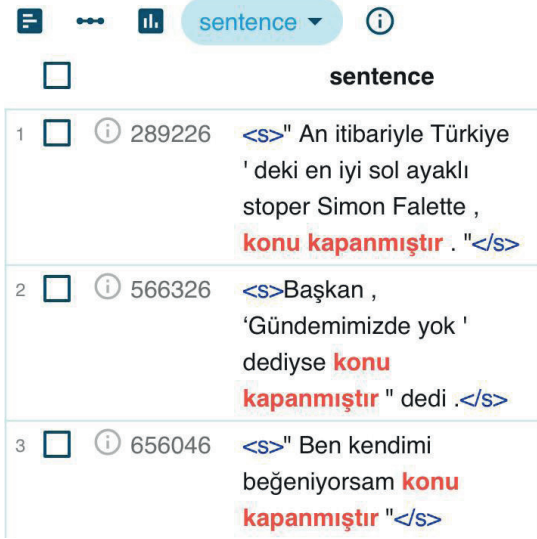 sentence
sentence
1 289226 <s>" An itibariyle Türkiye
' deki en iyi sol ayaklı
stoper Simon Falette ,
konu kapanmıştır . "</s>
2 566326 <s>Başkan ,
‘Gündemimizde yok '
dediyse konu
kapanmıştır " dedi .</s>
3 656046 <s>" Ben kendimi
beğeniyorsam konu
kapanmıştır "</s>